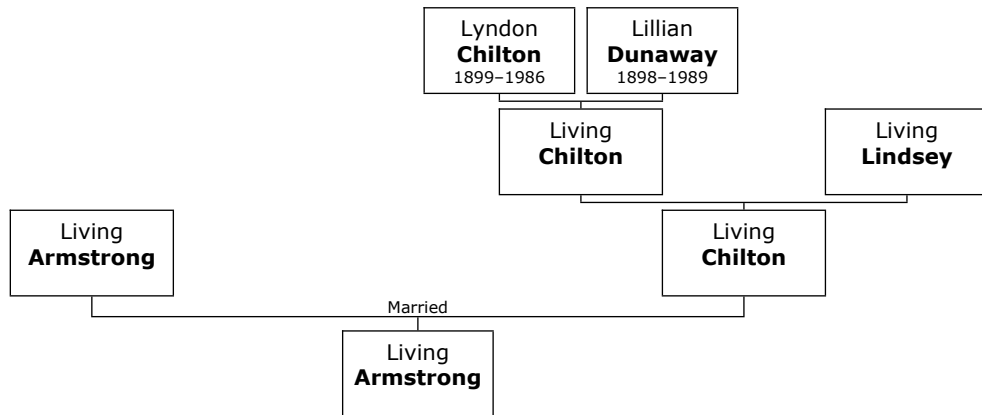 Lyndon
Chilton
1899–1986
Lillian
Dunaway
1898–1989
Living
Chilton
Living
Lindsey
Living
Armstrong
Living
Chilton
Married
Living
Armstrong